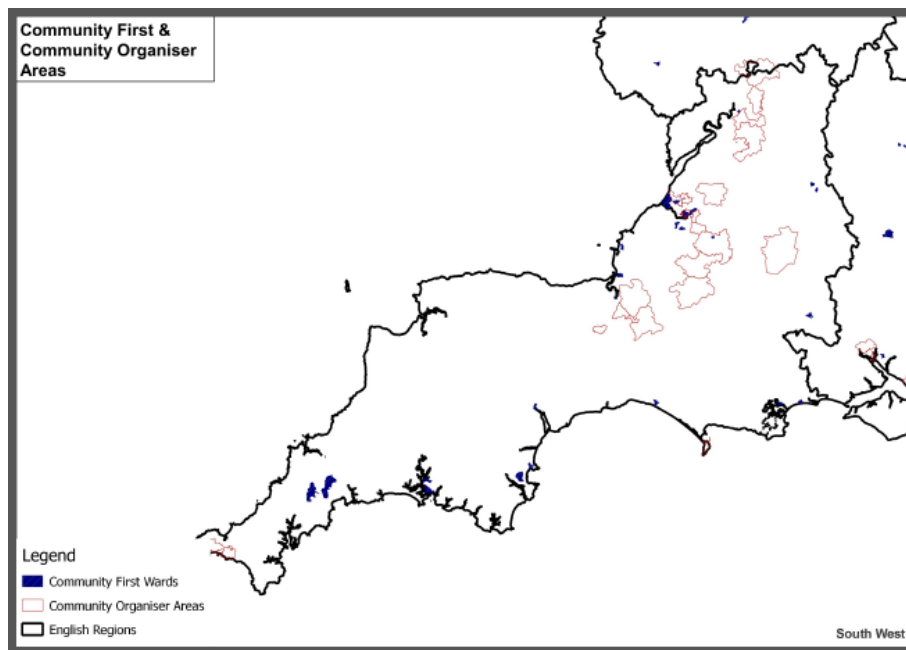 Community First &
Community Organiser
Areas
Legend
Community First Wards
Community Organiser Areas
English Regions
South West